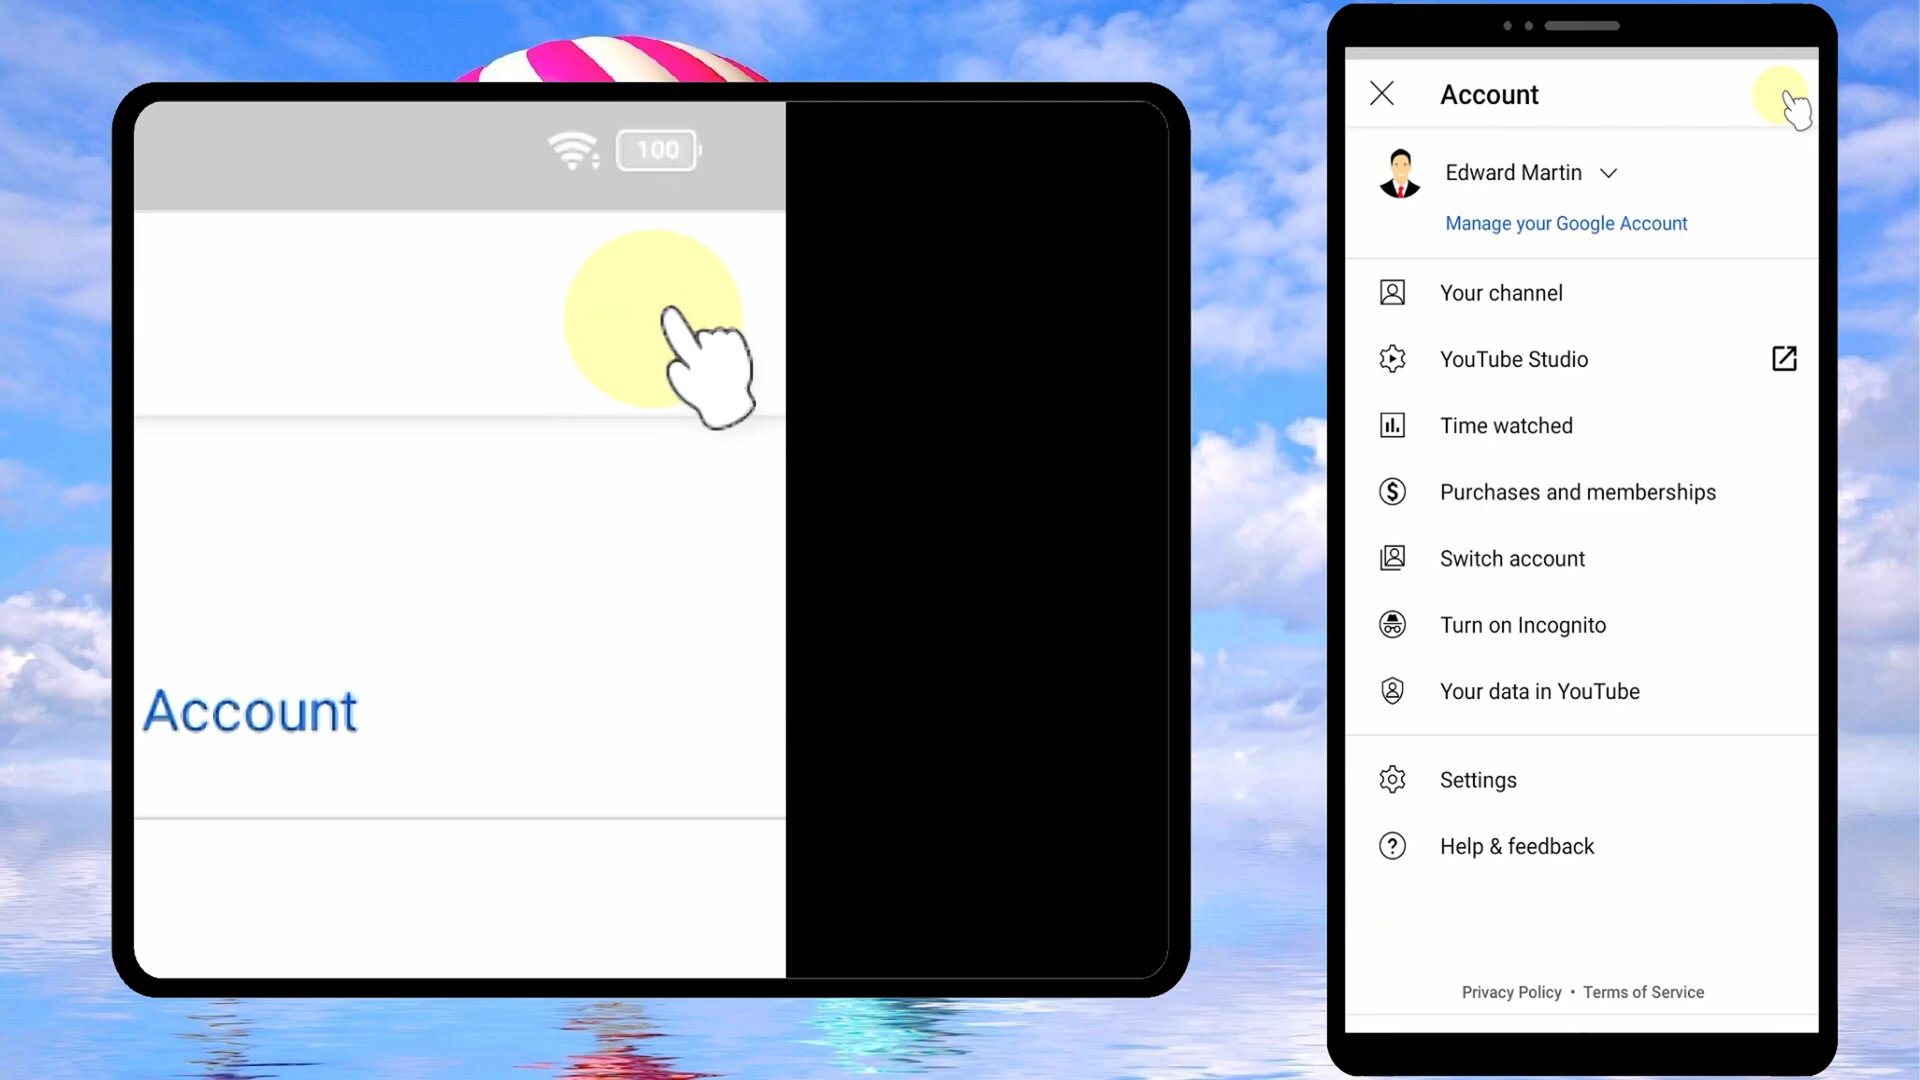 100
Account
Account
Edward Martin
Manage your Google Account
Your channel
YouTube Studio
Time watched
Purchases and memberships
Switch account
Turn on Incognito
Your data in YouTube
Settings
Help & feedback
Privacy Policy • Terms of Service